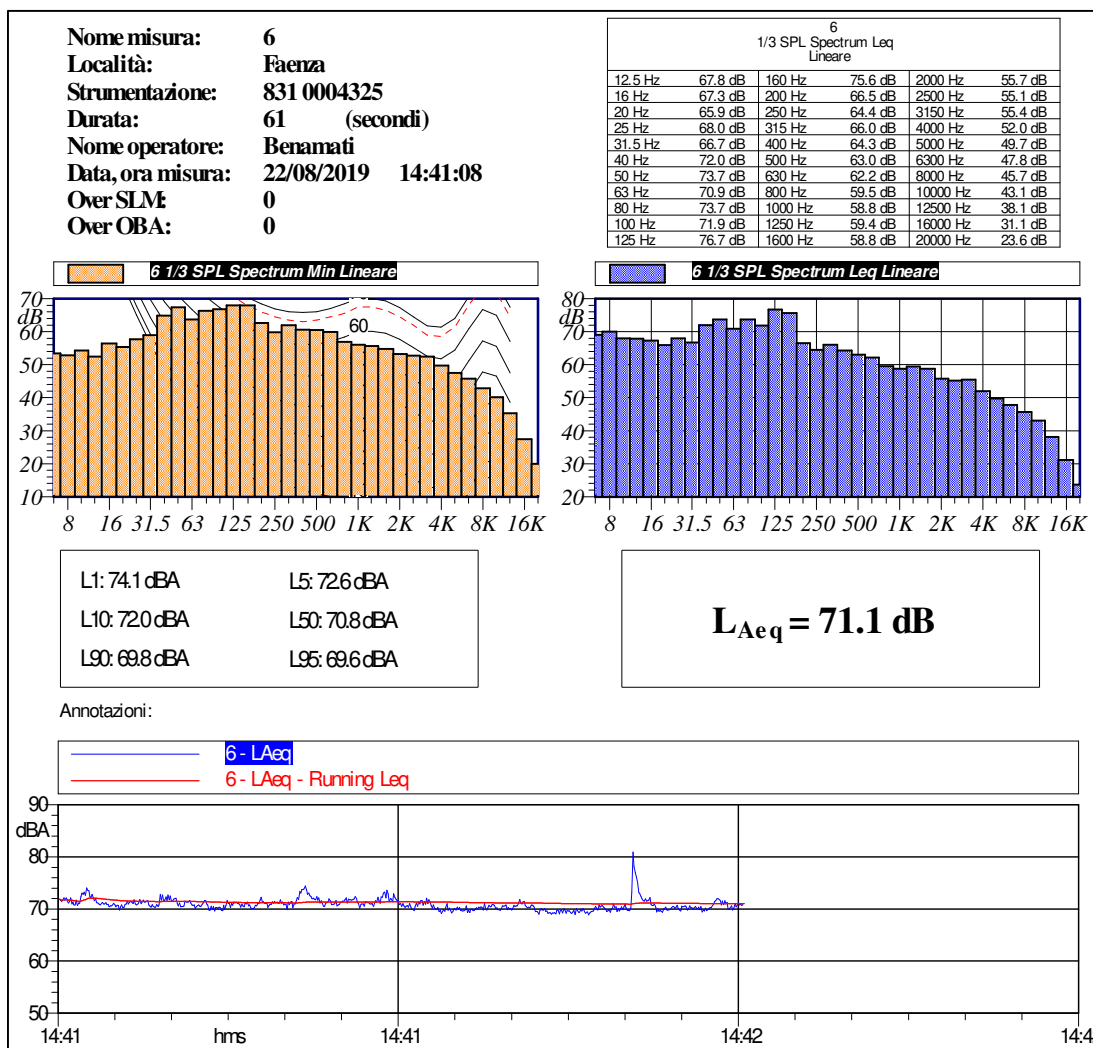 Nome misura: 6
Località: Faenza
Strumentazione: 831 0004325
Durata: 61 (secondi)
Nome operatore: Benamati
Data, ora misura: 22/08/2019 14:41:08
Over SLM: 0
Over OBA: 0
6
1/3 SPL Spectrum Leq
Lineare
12.5 Hz 67.8 dB 160 Hz 75.6 dB 2000 Hz 55.7 dB
16 Hz 67.3 dB 200 Hz 66.5 dB 2500 Hz 55.1 dB
20 Hz 65.9 dB 250 Hz 64.4 dB 3150 Hz 55.4 dB
25 Hz 68.0 dB 315 Hz 66.0 dB 4000 Hz 52.0 dB
31.5 Hz 66.7 dB 400 Hz 64.3 dB 5000 Hz 49.7 dB
40 Hz 72.0 dB 500 Hz 63.0 dB 6300 Hz 47.8 dB
50 Hz 73.7 dB 630 Hz 62.2 dB 8000 Hz 45.7 dB
63 Hz 70.9 dB 800 Hz 59.5 dB 10000 Hz 43.1 dB
80 Hz 73.7 dB 1000 Hz 58.8 dB 12500 Hz 38.1 dB
100 Hz 71.9 dB 1250 Hz 59.4 dB 16000 Hz 31.1 dB
125 Hz 76.7 dB 1600 Hz 58.8 dB 20000 Hz 23.6 dB
6 1/3 SPL Spectrum Min Lineare
70
dB
60
50
40
30
20
10
60
8 16 31.5 63 125 250 500 1K 2K 4K 8K 16K
6 1/3 SPL Spectrum Leq Lineare
80
dB
70
60
50
40
30
20
8 16 31.5 63 125 250 500 1K 2K 4K 8K 16K
L1: 74.1 dBA L5: 72.6 dBA
L10: 72.0 dBA L50: 70.8 dBA
L90: 69.8 dBA L95: 69.6 dBA
LAeq = 71.1 dB
Annotazioni:
6 - LAeq
6 - LAeq - Running Leq
90
dBA
80
70
60
50
14:41 hms 14:41 14:42 14:4